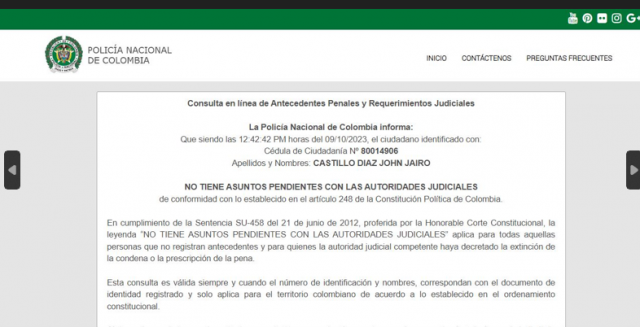 POLICÍA NACIONAL
DE COLOMBIA
INICIO CONTÁCTENOS PREGUNTAS FRECUENTES
Consulta en línea de Antecedentes Penales y Requerimientos Judiciales
La Policía Nacional de Colombia informa:
Que siendo las 12:42:42 PM horas del 09/10/2023, el ciudadano identificado con:
Cédula de Ciudadanía Nº 80014906
Apellidos y Nombres: CASTILLO DIAZ JOHN JAIRO
NO TIENE ASUNTOS PENDIENTES CON LAS AUTORIDADES JUDICIALES
de conformidad con lo establecido en el artículo 248 de la Constitución Política de Colombia.
En cumplimiento de la Sentencia SU-458 del 21 de junio de 2012, proferida por la Honorable Corte Constitucional, la
leyenda "NO TIENE ASUNTOS PENDIENTES CON LAS AUTORIDADES JUDICIALES" aplica para todas aquellas
personas que no registran antecedentes y para quienes la autoridad judicial competente haya decretado la extinción de
la condena o la prescripción de la pena.
Esta consulta es válida siempre y cuando el número de identificación y nombres, correspondan con el documento de
identidad registrado y solo aplica para el territorio colombiano de acuerdo a lo establecido en el ordenamiento
constitucional.